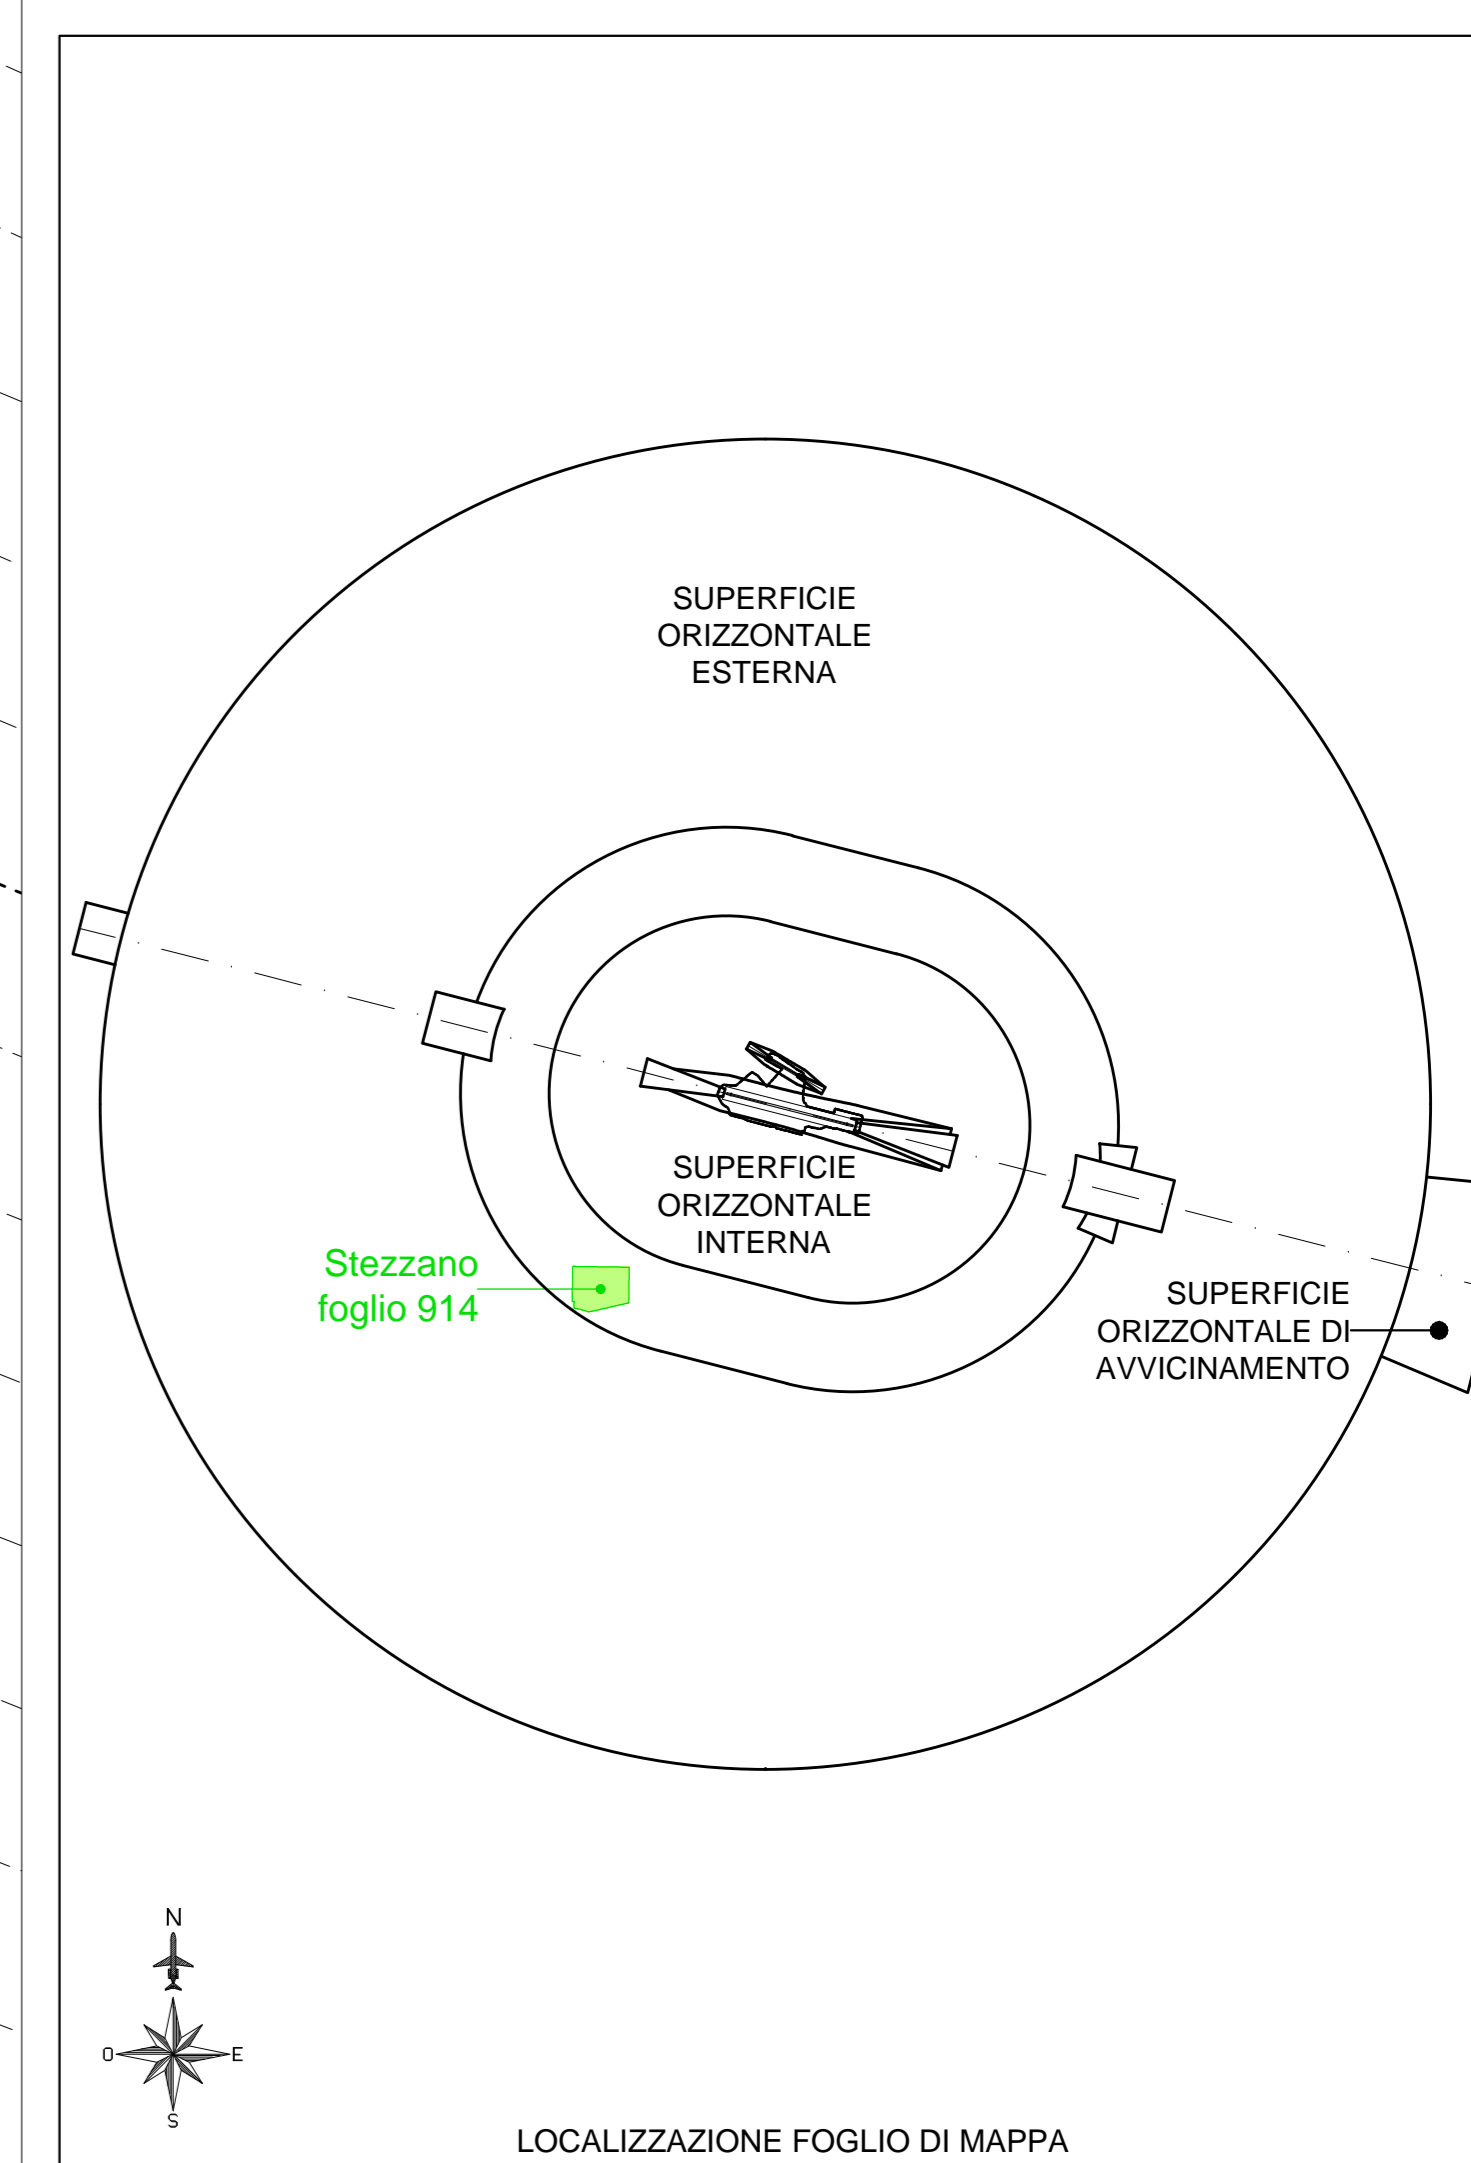 SUPERFICIE
ORIZZONTALE
ESTERNA
SUPERFICIE
ORIZZONTALE
INTERNA
Stezzano
foglio 914
SUPERFICIE
ORIZZONTALE DI
AVVICINAMENTO
N
O
E
S
LOCALIZZAZIONE FOGLIO DI MAPPA